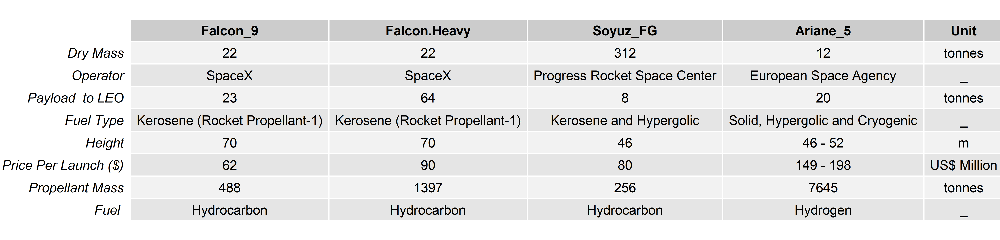 Falcon_9 Falcon.Heavy Soyuz_FG Ariane_5 Unit
Dry Mass 22 22 312 12 tonnes
Operator SpaceX SpaceX Progress Rocket Space Center European Space Agency _
Payload  to LEO 23 64 8 20 tonnes
Fuel Type Kerosene (Rocket Propellant-1) Kerosene (Rocket Propellant-1) Kerosene and Hypergolic Solid, Hypergolic and Cryogenic _
Height 70 70 46 46 - 52 m
Price Per Launch ($) 62 90 80 149 - 198 US$ Million
Propellant Mass 488 1397 256 7645 tonnes
Fuel Hydrocarbon Hydrocarbon Hydrocarbon Hydrogen _